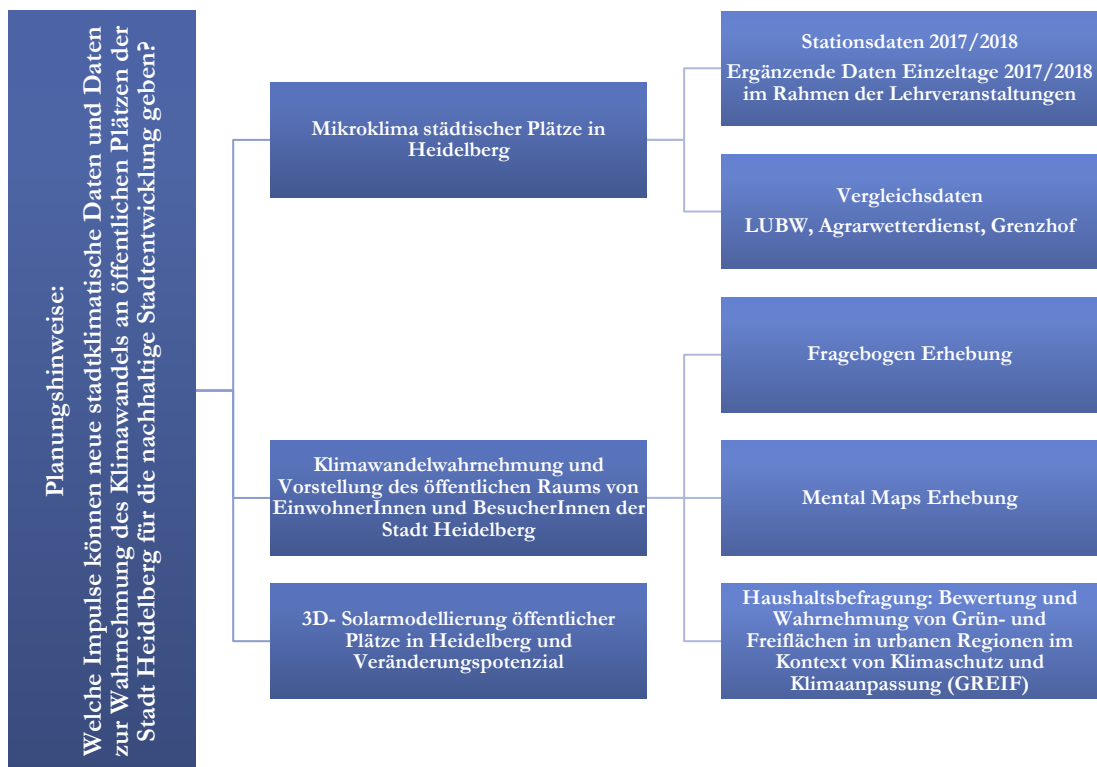 Planungshinweise:
Welche Impulse können neue stadtklimatische Daten und Daten
zur Wahrnehmung des Klimawandels an öffentlichen Plätzen der
Stadt Heidelberg für die nachhaltige Stadtentwicklung geben?
Mikroklima städtischer Plätze in
Heidelberg
Stationsdaten 2017/2018
Ergänzende Daten Einzeltage 2017/2018
im Rahmen der Lehrveranstaltungen
Vergleichsdaten
LUBW, Agrarwetterdienst, Grenzhof
Klimawandelwahrnehmung und
Vorstellung des öffentlichen Raums von
EinwohnerInnen und BesucherInnen der
Stadt Heidelberg
Fragebogen Erhebung
Mental Maps Erhebung
Haushaltsbefragung: Bewertung und
Wahrnehmung von Grün- und
Freiflächen in urbanen Regionen im
Kontext von Klimaschutz und
Klimaanpassung (GREIF)
3D- Solarmodellierung öffentlicher
Plätze in Heidelberg und
Veränderungspotenzial